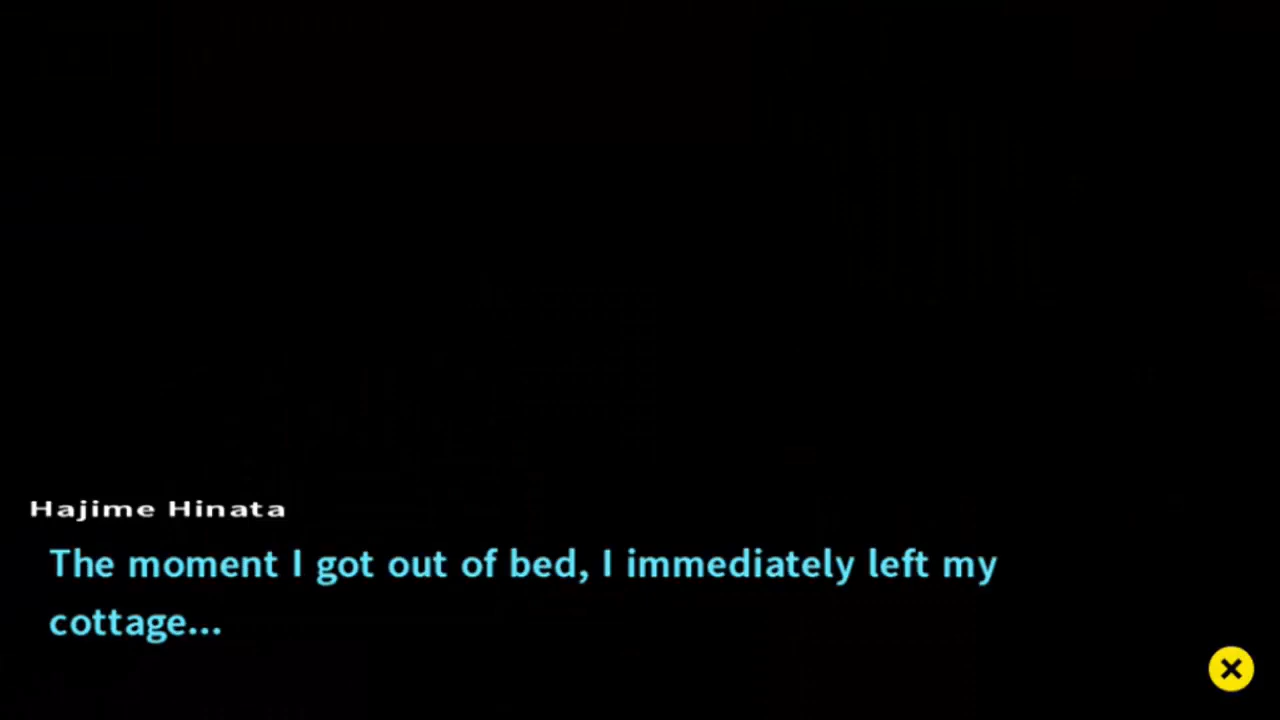 Hajime Hinata
The moment I got out of bed, I immediately left my
cottage...